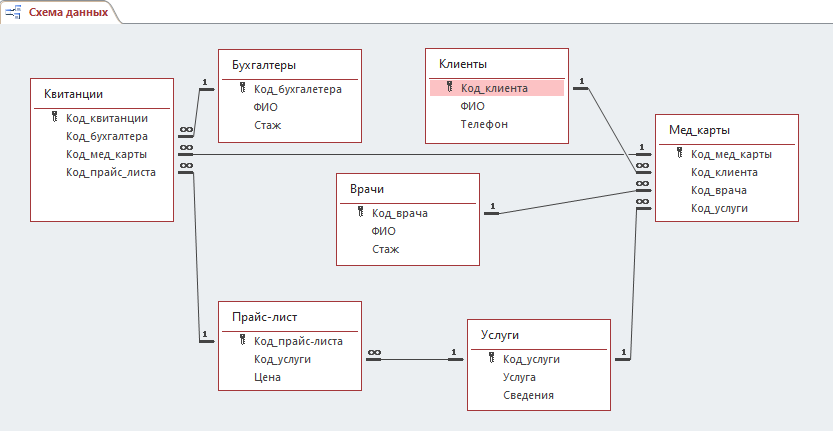 Схема данных
Квитанции
Код_квитанции
Код_бухгалтера
Код_мед_карты
Код_прайс_листа
Бухгалтеры
Код_бухгалетера
ФИО
Стаж
Клиенты
Код_клиента
ФИО
Телефон
Мед_карты
Код_мед_карты
Код_клиента
Код_врача
Код_услуги
Врачи
Код_врача
ФИО
Стаж
Прайс-лист
Код_прайс-листа
Код_услуги
Цена
Услуги
Код_услуги
Услуга
Сведения
1
∞
∞
∞
1
∞
1
∞
∞
1
1
∞
1
1